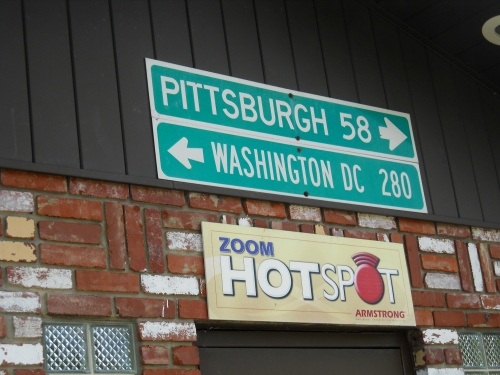 PITTSBURGH 58
WASHINGTON DC 280
ZOOM
HOTSPOT
ARMSTRONG